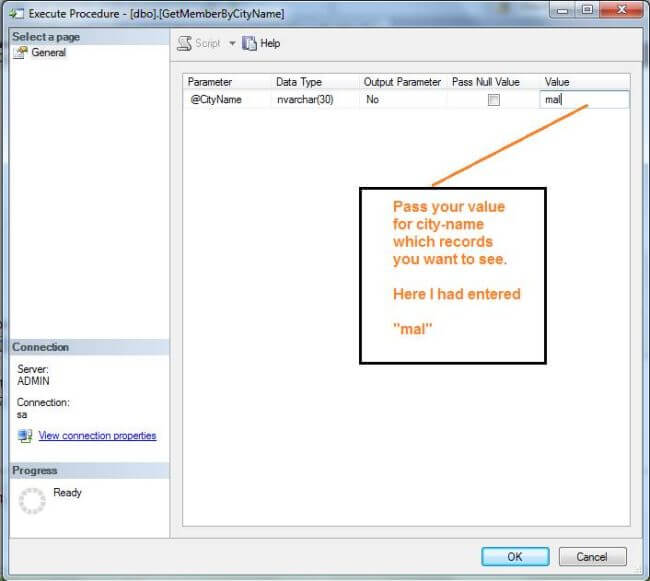 Execute Procedure - [dbo].[GetMemberByCityName]
Select a page
General
Script
Help
Parameter Data Type Output Parameter Pass Null Value Value
@CityName nvarchar(30) No mal
Pass your value
for city-name
which records
you want to see.
Here I had entered
"mal"
Connection
Server:
ADMIN
Connection:
sa
View connection properties
Progress
Ready
OK
Cancel